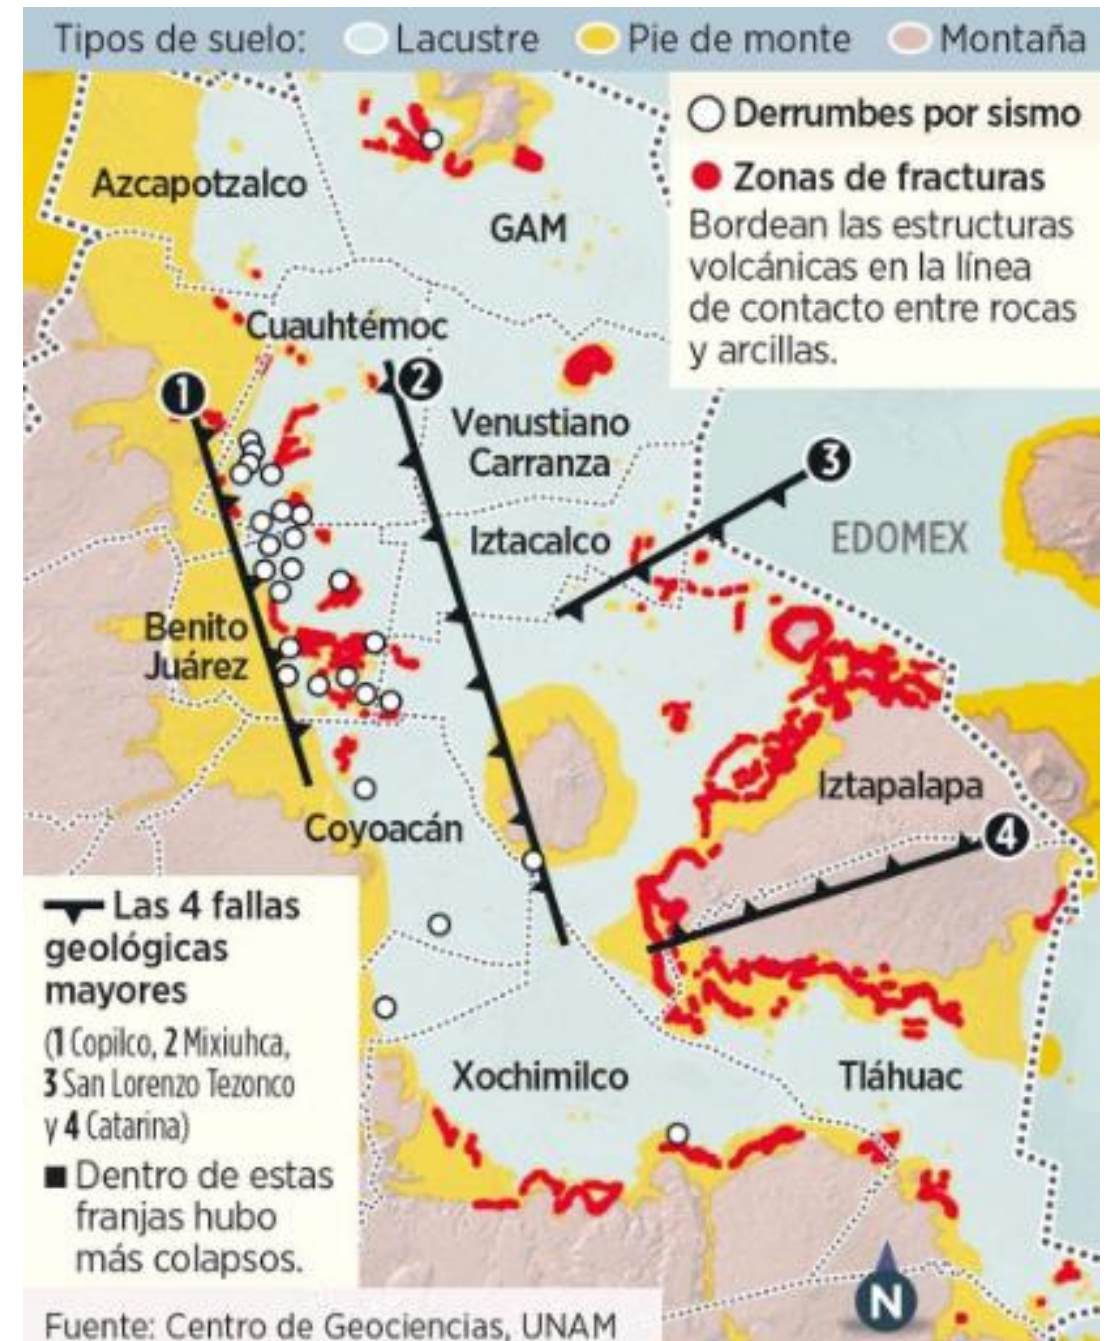 Tipos de suelo: Lacustre Pie de monte Montaña
Derrumbes por sismo
Zonas de fracturas
Bordean las estructuras
volcánicas en la línea
de contacto entre rocas
y arcillas.
Azcapotzalco
GAM
Cuauhtémoc
1
2
Venustiano
Carranza
3
Iztacalco
EDOMEX
Benito
Juárez
Iztapalapa
Coyoacán
4
Las 4 fallas
geológicas
mayores
(1 Copilco, 2 Mixiuhca,
3 San Lorenzo Tezonco
y 4 Catarina)
Dentro de estas
franjas hubo
más colapsos.
Xochimilco
Tláhuac
N
Fuente: Centro de Geociencias, UNAM